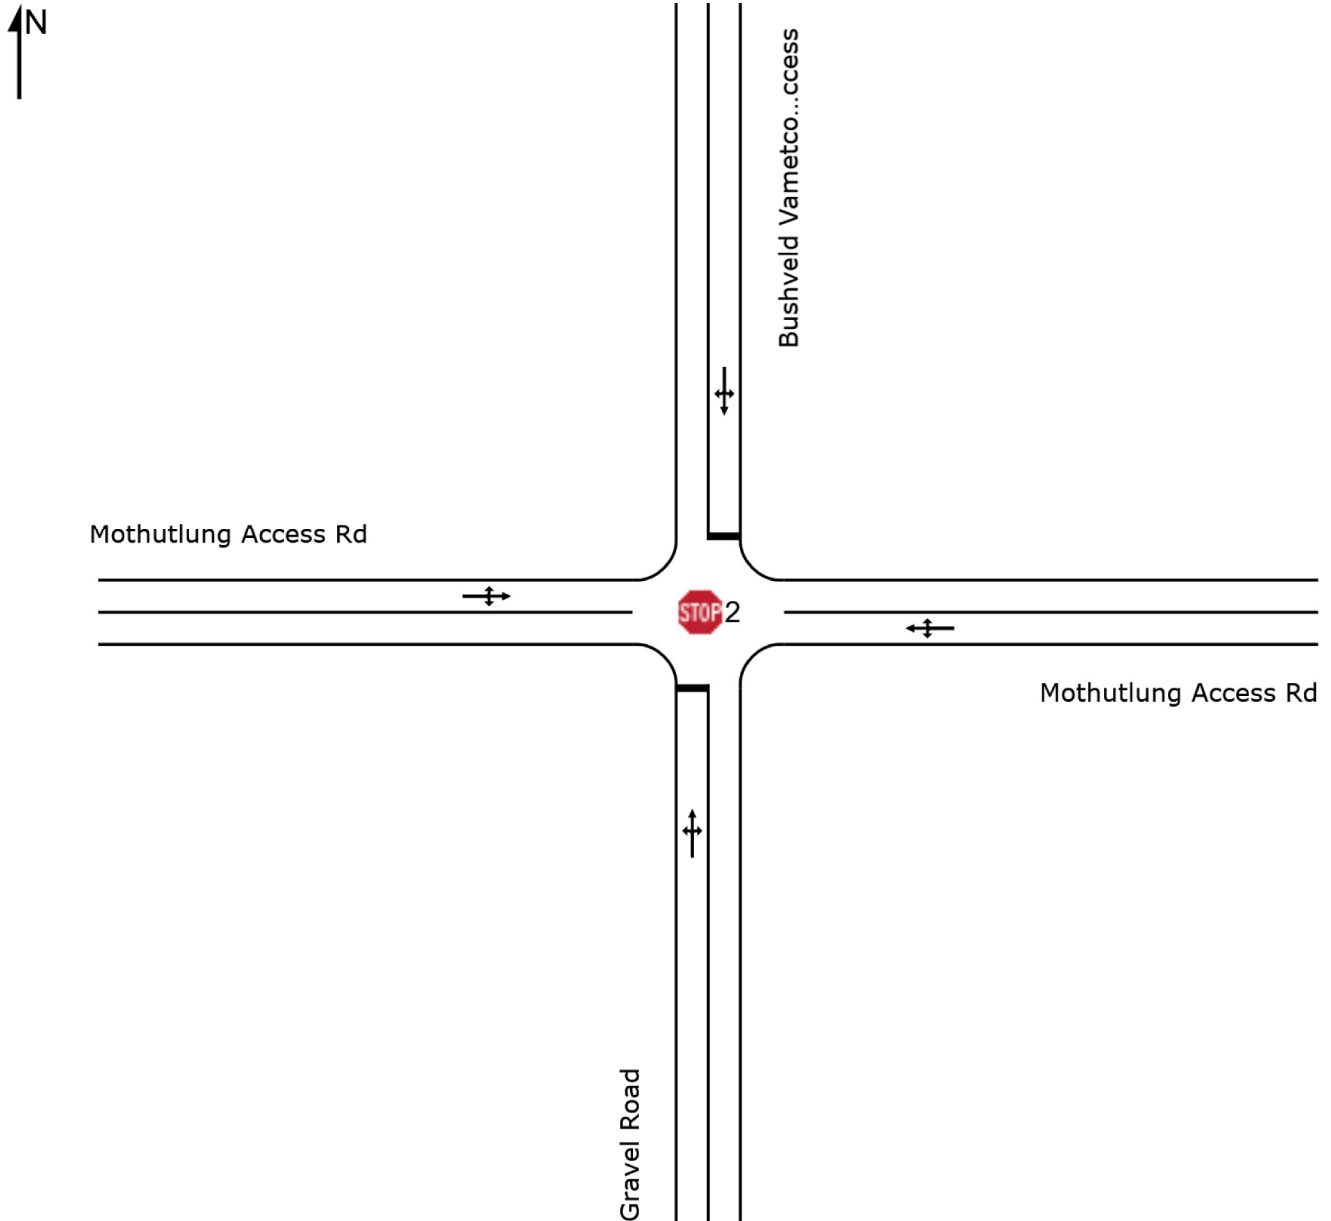 N
Bushveld Vametco...ccess
Mothutlung Access Rd
STOP 2
Mothutlung Access Rd
Gravel Road